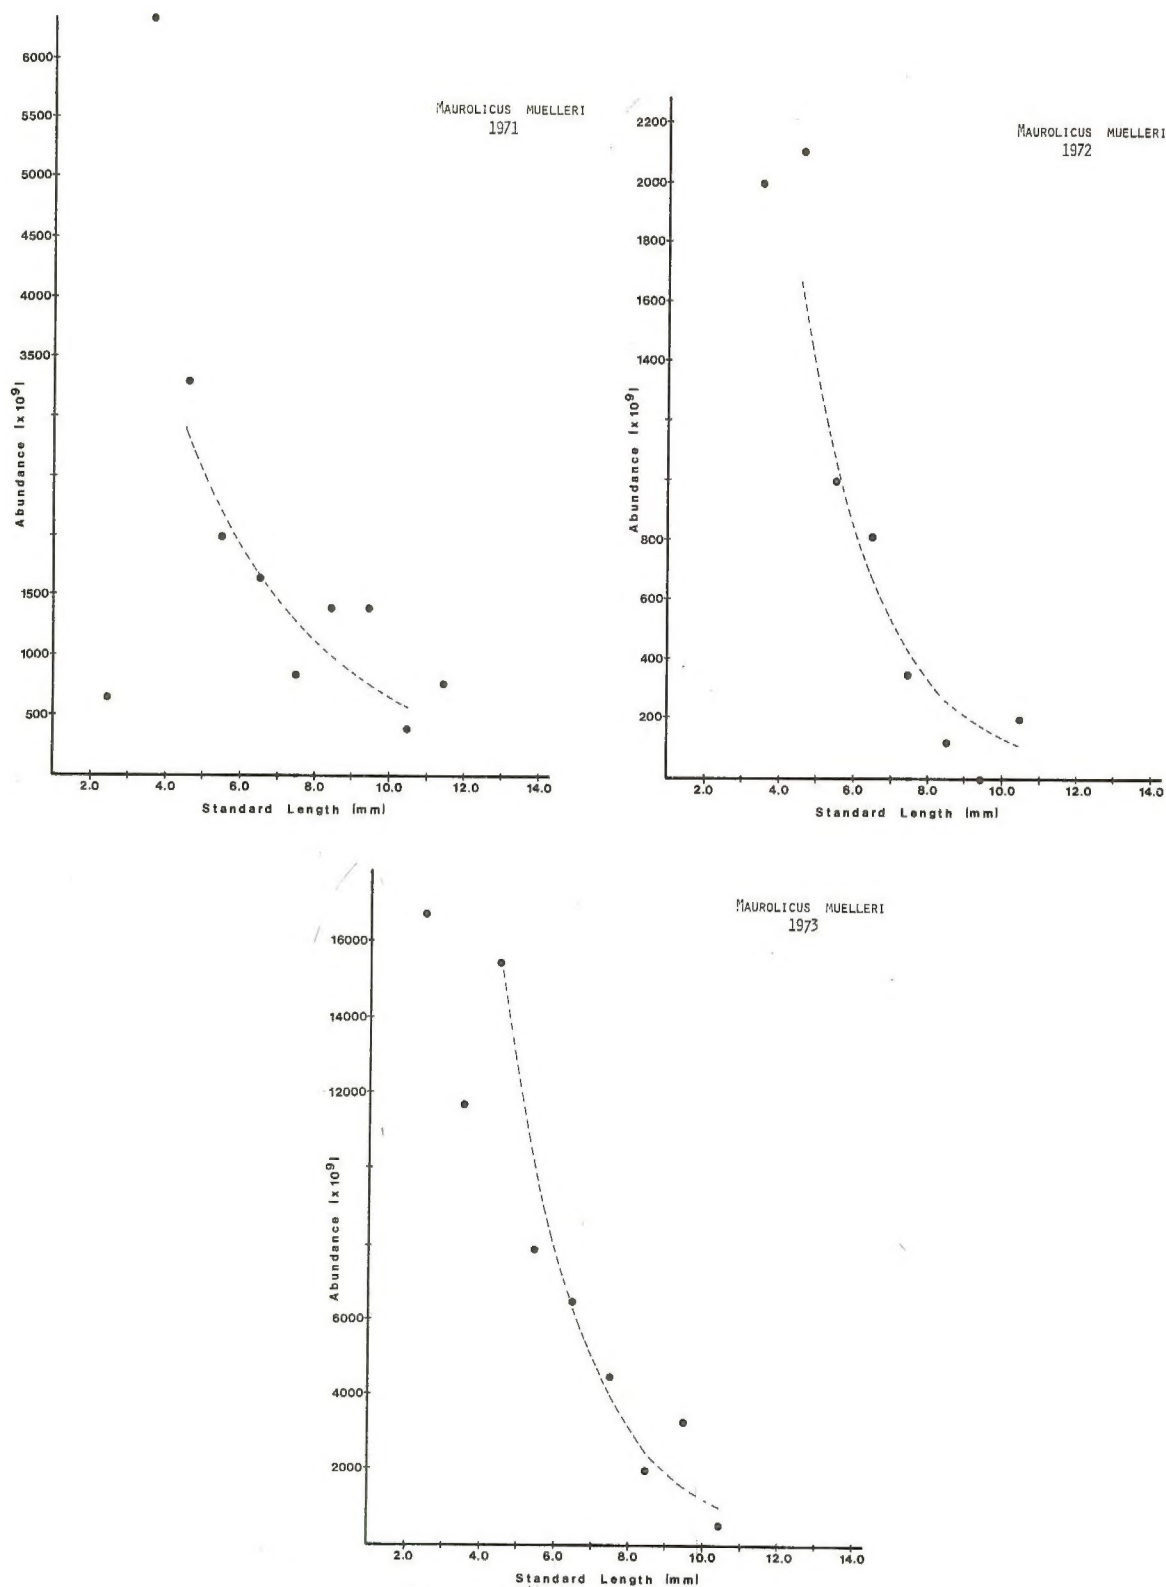 MAUROLICUS MUELLERI
1971
6000
5500
5000
4500
4000
3500
1500
1000
500
Abundance (x10⁹)
2.0 4.0 6.0 8.0 10.0 12.0 14.0
Standard Length (mm)
MAUROLICUS MUELLERI
1972
2200
2000
1800
1600
1400
800
600
400
200
Abundance (x10⁹)
2.0 4.0 6.0 8.0 10.0 12.0 14.0
Standard Length (mm)
MAUROLICUS MUELLERI
1973
16000
14000
12000
6000
4000
2000
Abundance (x10⁹)
2.0 4.0 6.0 8.0 10.0 12.0 14.0
Standard Length (mm)